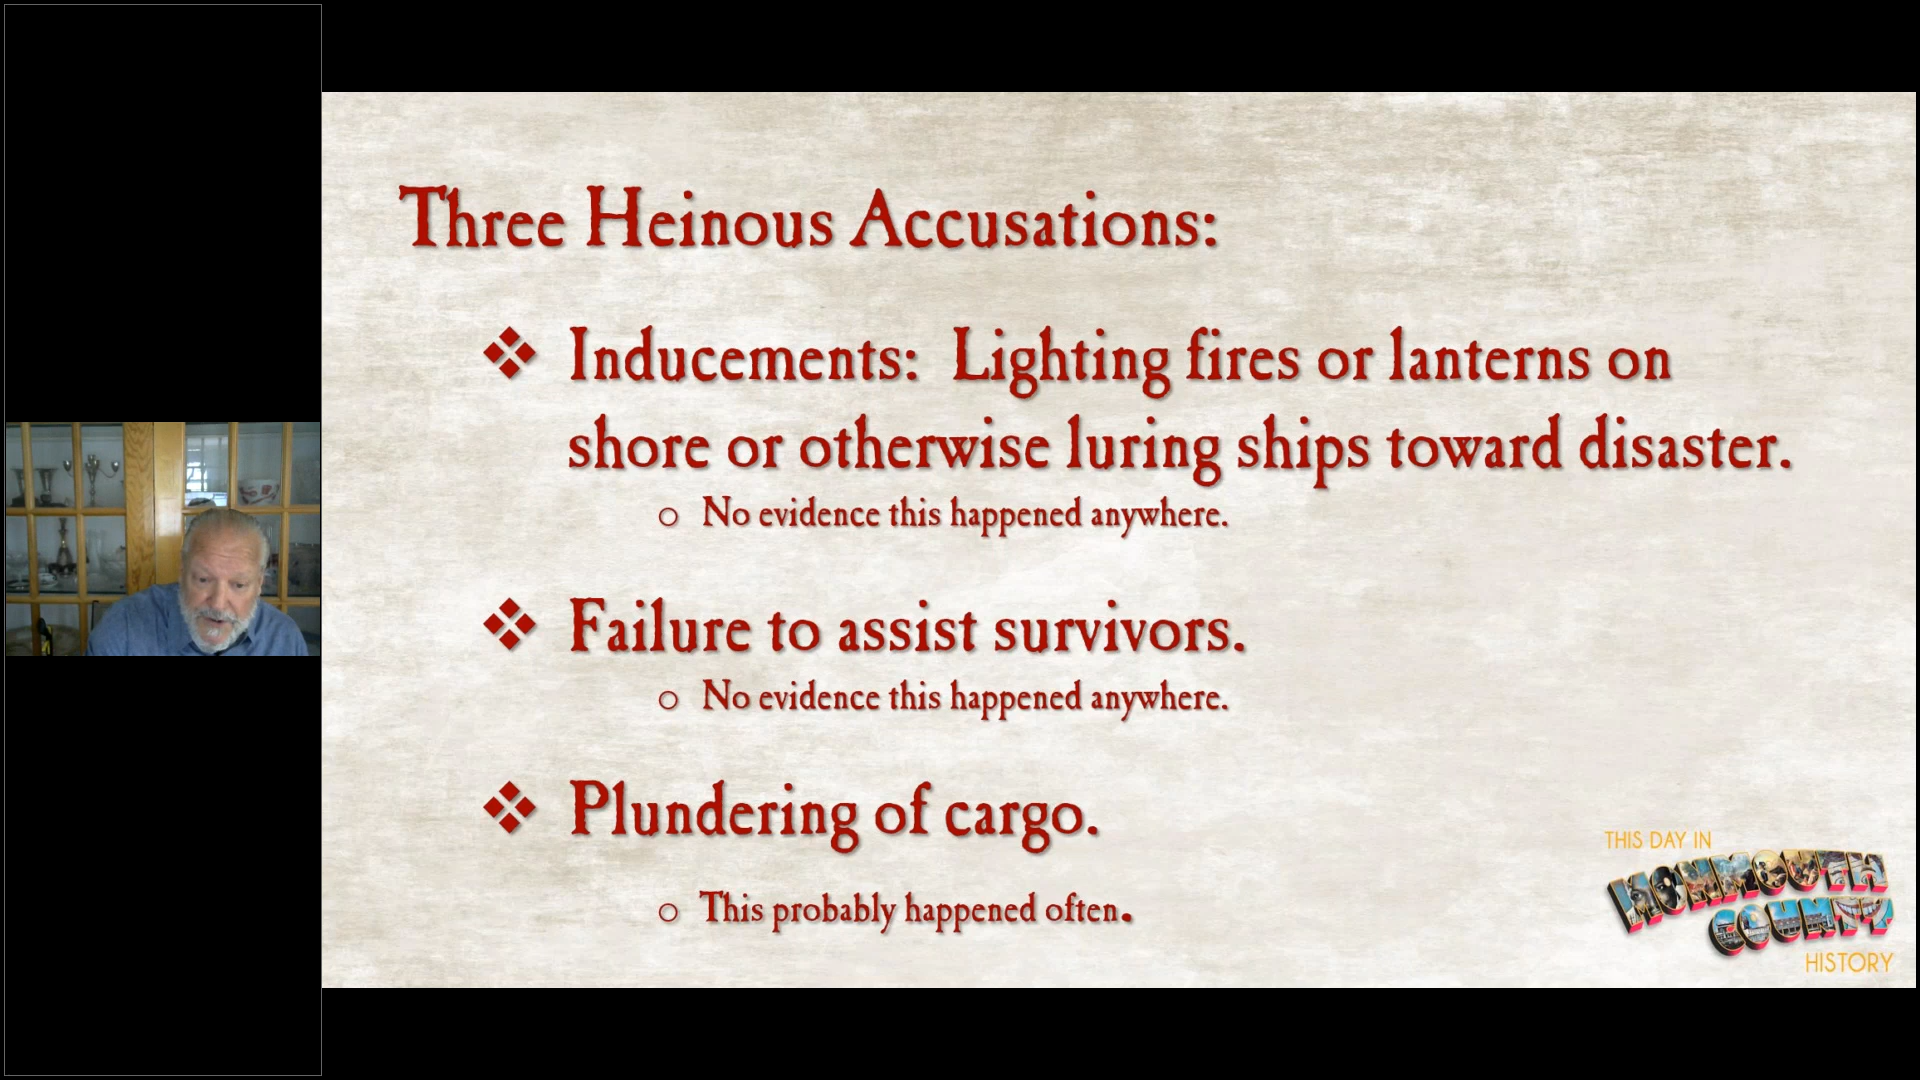 Three Heinous Accusations:
❖ Inducements: Lighting fires or lanterns on
shore or otherwise luring ships toward disaster.
o No evidence this happened anywhere.
❖ Failure to assist survivors.
o No evidence this happened anywhere.
❖ Plundering of cargo.
o This probably happened often.
THIS DAY IN
MONMOUTH
COUNTY
HISTORY